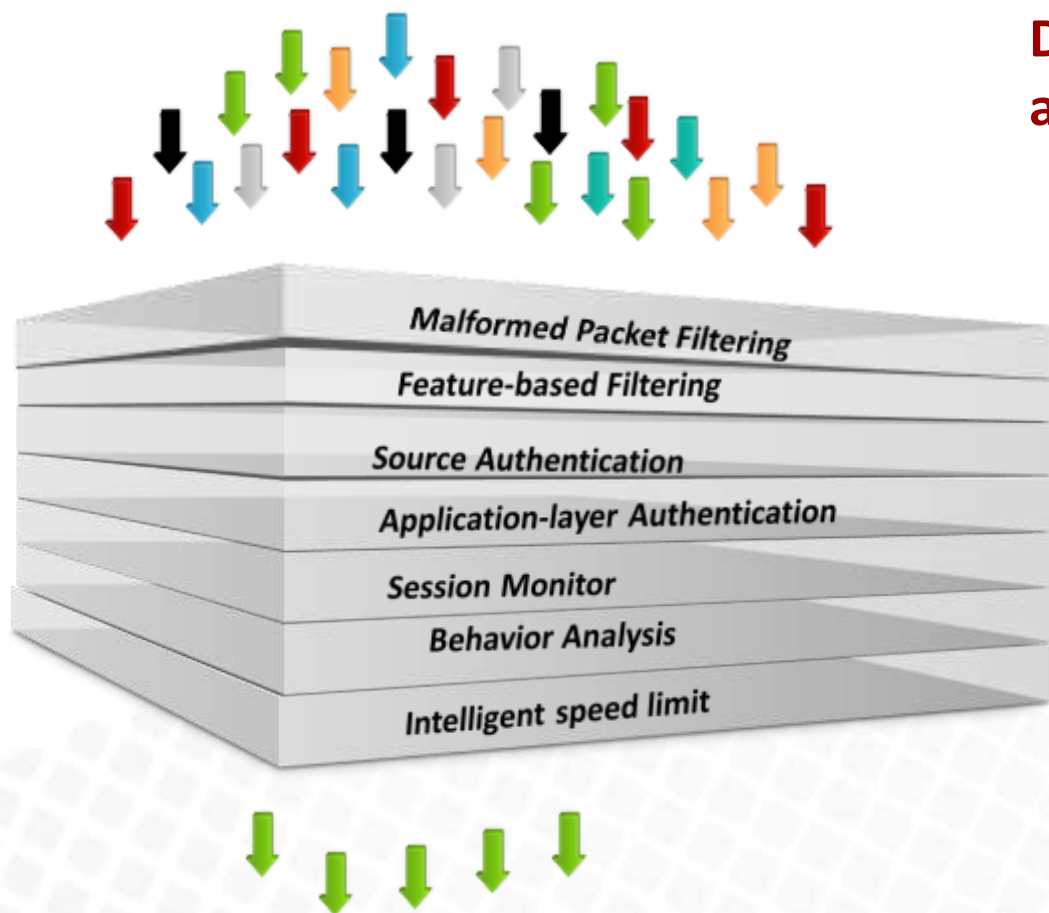 D
a
Malformed Packet Filtering
Feature-based Filtering
Source Authentication
Application-layer Authentication
Session Monitor
Behavior Analysis
Intelligent speed limit